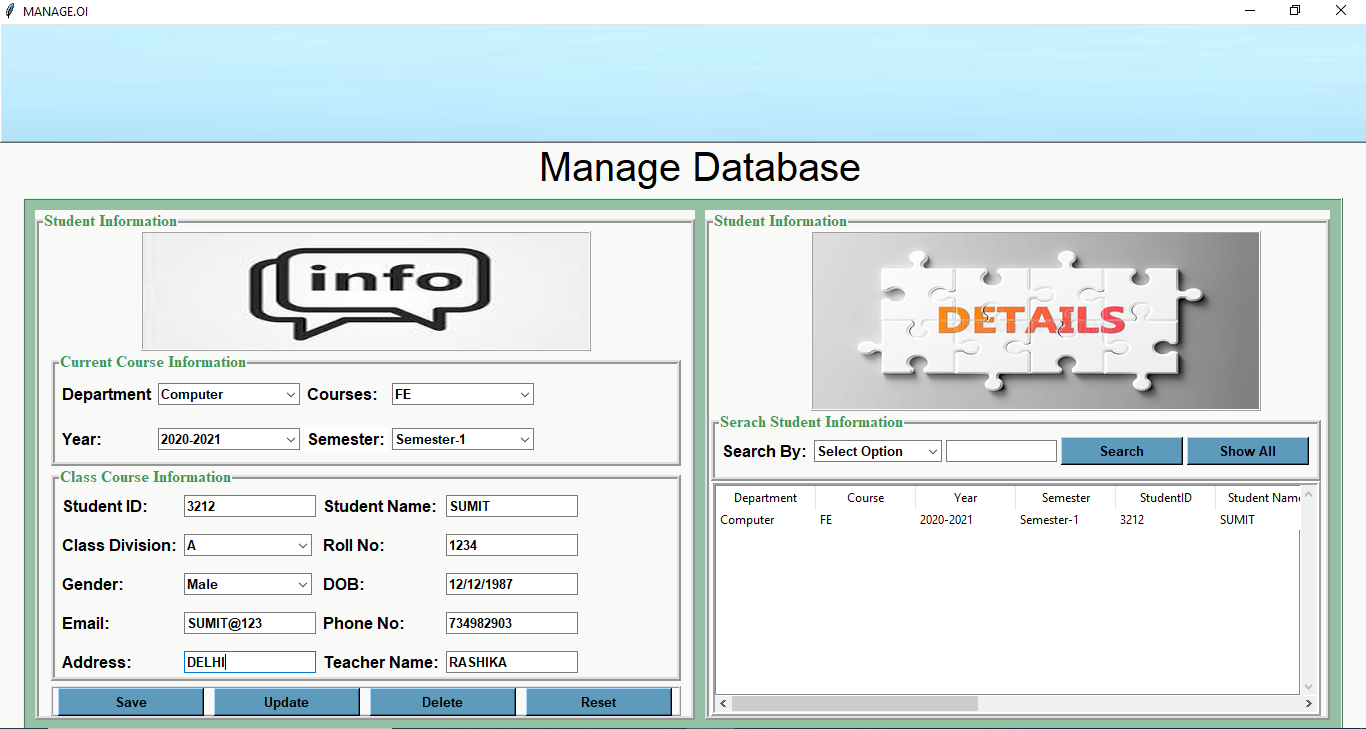 MANAGE.OI
Manage Database
Student Information
info
Current Course Information
Department Computer Courses: FE
Year: 2020-2021 Semester: Semester-1
Class Course Information
Student ID: 3212 Student Name: SUMIT
Class Division: A Roll No: 1234
Gender: Male DOB: 12/12/1987
Email: SUMIT@123 Phone No: 734982903
Address: DELHI Teacher Name: RASHIKA
Save Update Delete Reset
Student Information
DETAILS
Serach Student Information
Search By: Select Option Search Show All
Department Course Year Semester StudentID Student Name
Computer FE 2020-2021 Semester-1 3212 SUMIT